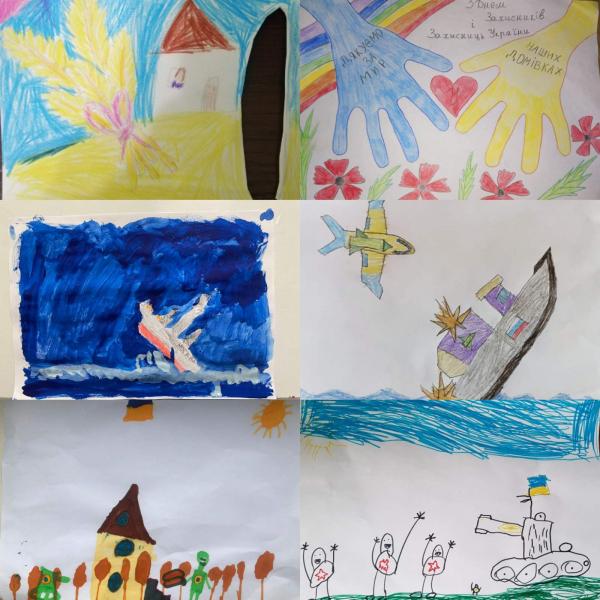 З Днем
Захисників
і
Захисниць України
ДЯКУЄМО
ЗА
МИР
НАШИХ
ДОМІВКАХ